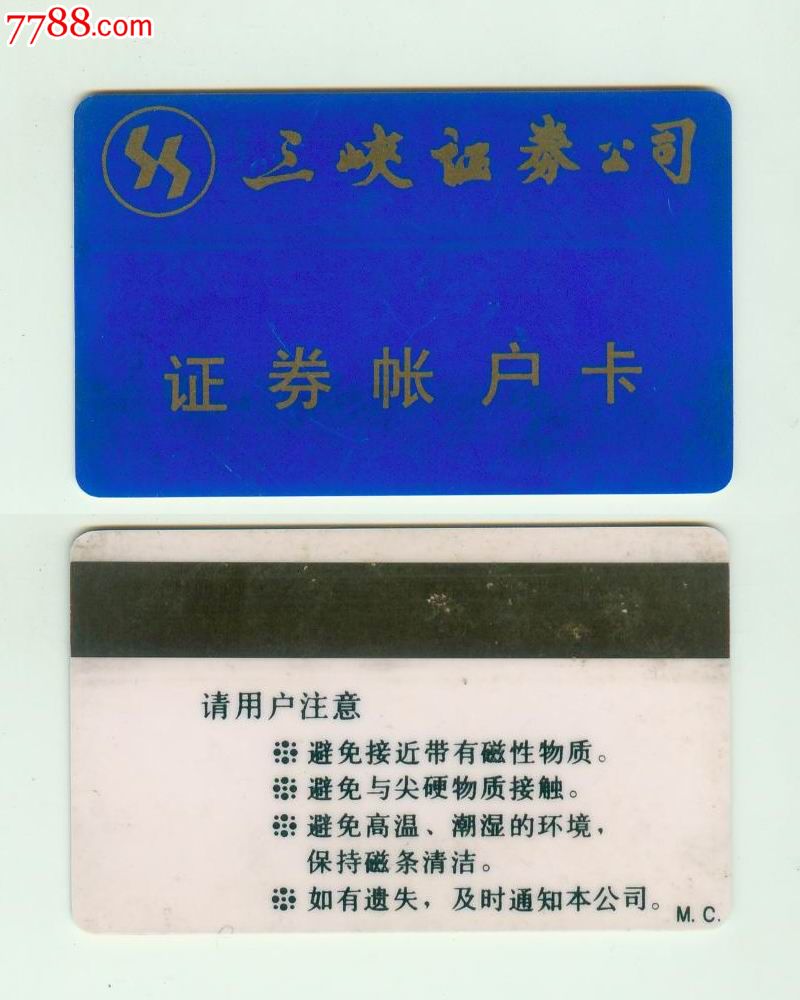 7788.com
三峡证券公司
证券帐户卡
请用户注意
避免接近带有磁性物质。
避免与尖硬物质接触。
避免高温、潮湿的环境，
保持磁条清洁。
如有遗失，及时通知本公司。
M.C.